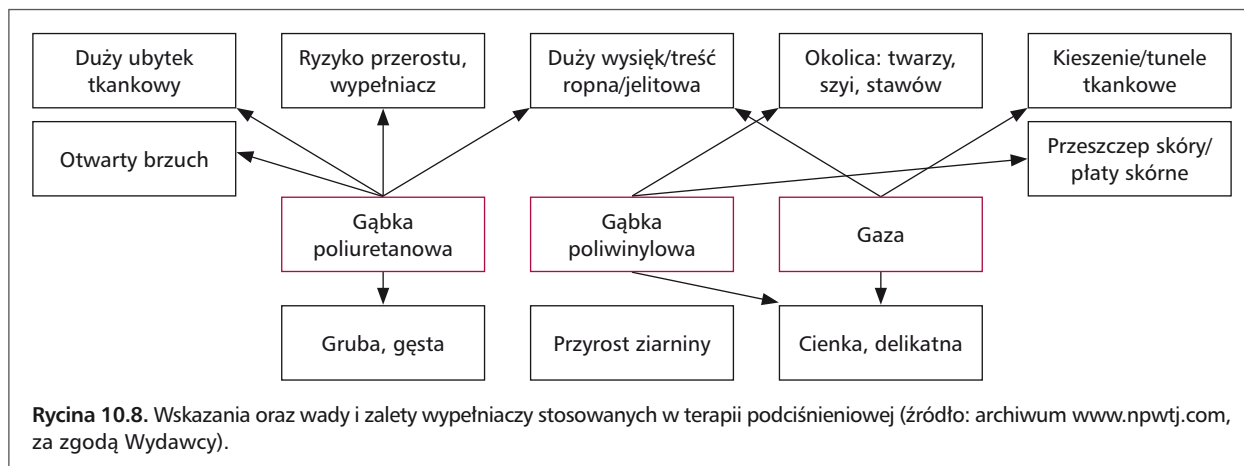 Duży ubytek
tkankowy
Ryzyko przerostu,
wypełniacz
Duży wysięk/treść
ropna/jelitowa
Okolica: twarzy,
szyi, stawów
Kieszenie/tunele
tkankowe
Otwarty brzuch
Przeszczep skóry/
płaty skórne
Gąbka
poliuretanowa
Gąbka
poliwinylowa
Gaza
Gruba, gęsta
Przyrost ziarniny
Cienka, delikatna
Rycina 10.8. Wskazania oraz wady i zalety wypełniaczy stosowanych w terapii podciśnieniowej (źródło: archiwum www.npwtj.com,
za zgodą Wydawcy).